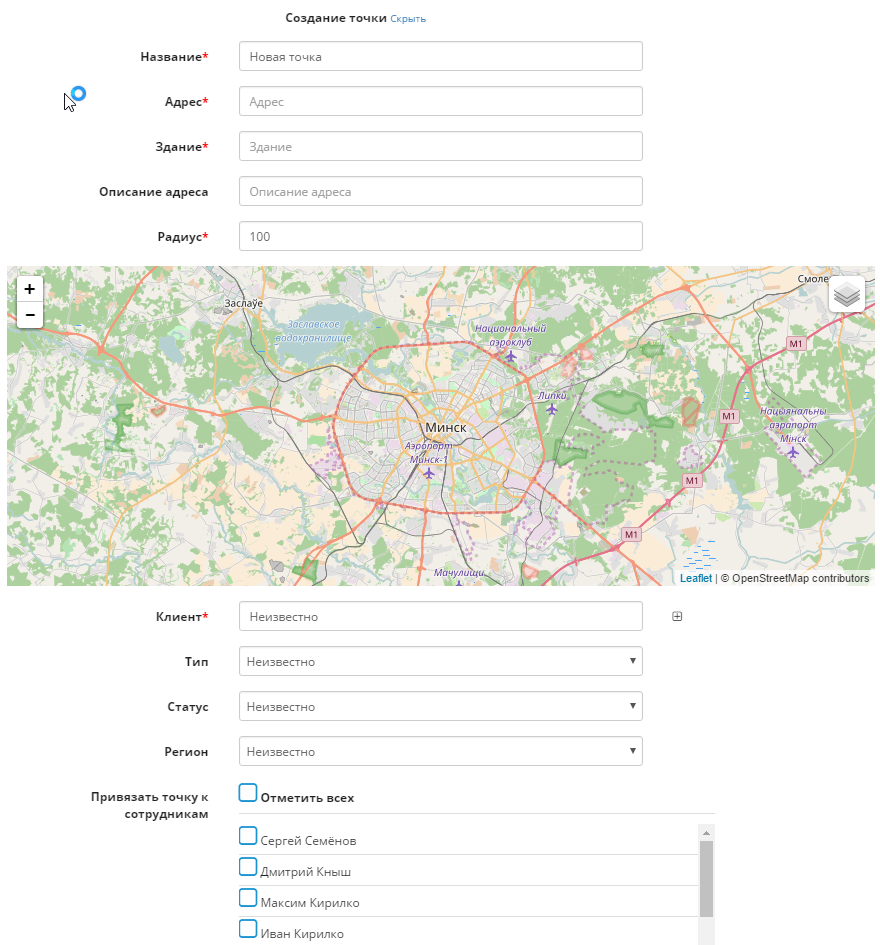 Создание точки Скрыть
Название* Новая точка
Адрес* Адрес
Здание* Здание
Описание адреса Описание адреса
Радиус* 100
+
−
Смоле
Заслаўе
Заславское
водохранилище
Национальный
аэроклуб
M1
Липки
M1
Нацыянальны
аэрапорт
Мінск
Минск
Аэропорт
Минск-1
M1
M1
Мачулищи
Leaflet | © OpenStreetMap contributors
Клиент* Неизвестно
Тип Неизвестно
Статус Неизвестно
Регион Неизвестно
Привязать точку к
сотрудникам
Отметить всех
Сергей Семёнов
Дмитрий Кныш
Максим Кирилко
Иван Кирилко